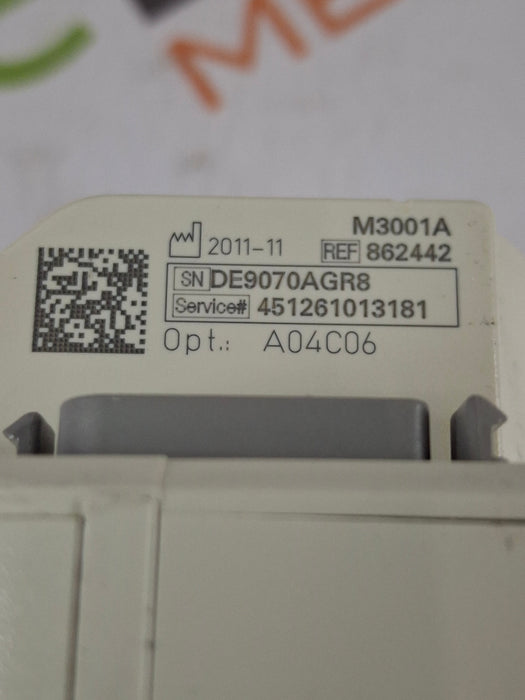 M3001A
2011-11 REF 862442
SN DE9070AGR8
Service# 451261013181
Opt.: A04C06